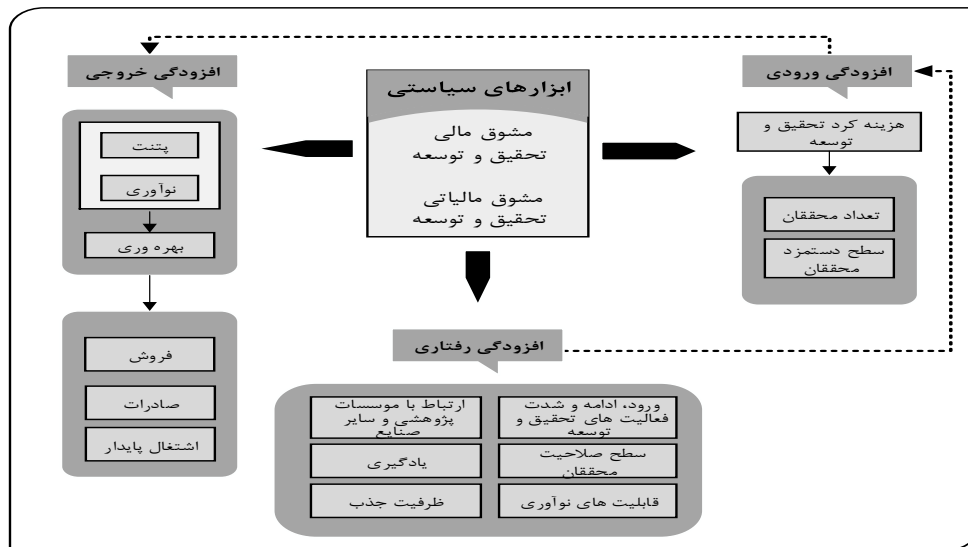 افزودگی ورودی
هزینه کرد تحقیق و
توسعه
تعداد محققان
سطح دستمزد
محققان
ابزارهای سیاستی
مشوق مالی
تحقیق و توسعه
مشوق مالیاتی
تحقیق و توسعه
افزودگی خروجی
پتنت
نوآوری
بهره وری
فروش
صادرات
اشتغال پایدار
افزودگی رفتاری
ورود، ادامه و شدت
فعالیت های تحقیق و
توسعه
سطح صلاحیت
محققان
قابلیت های نوآوری
ارتباط با موسسات
پژوهشی و سایر
صنایع
یادگیری
ظرفیت جذب